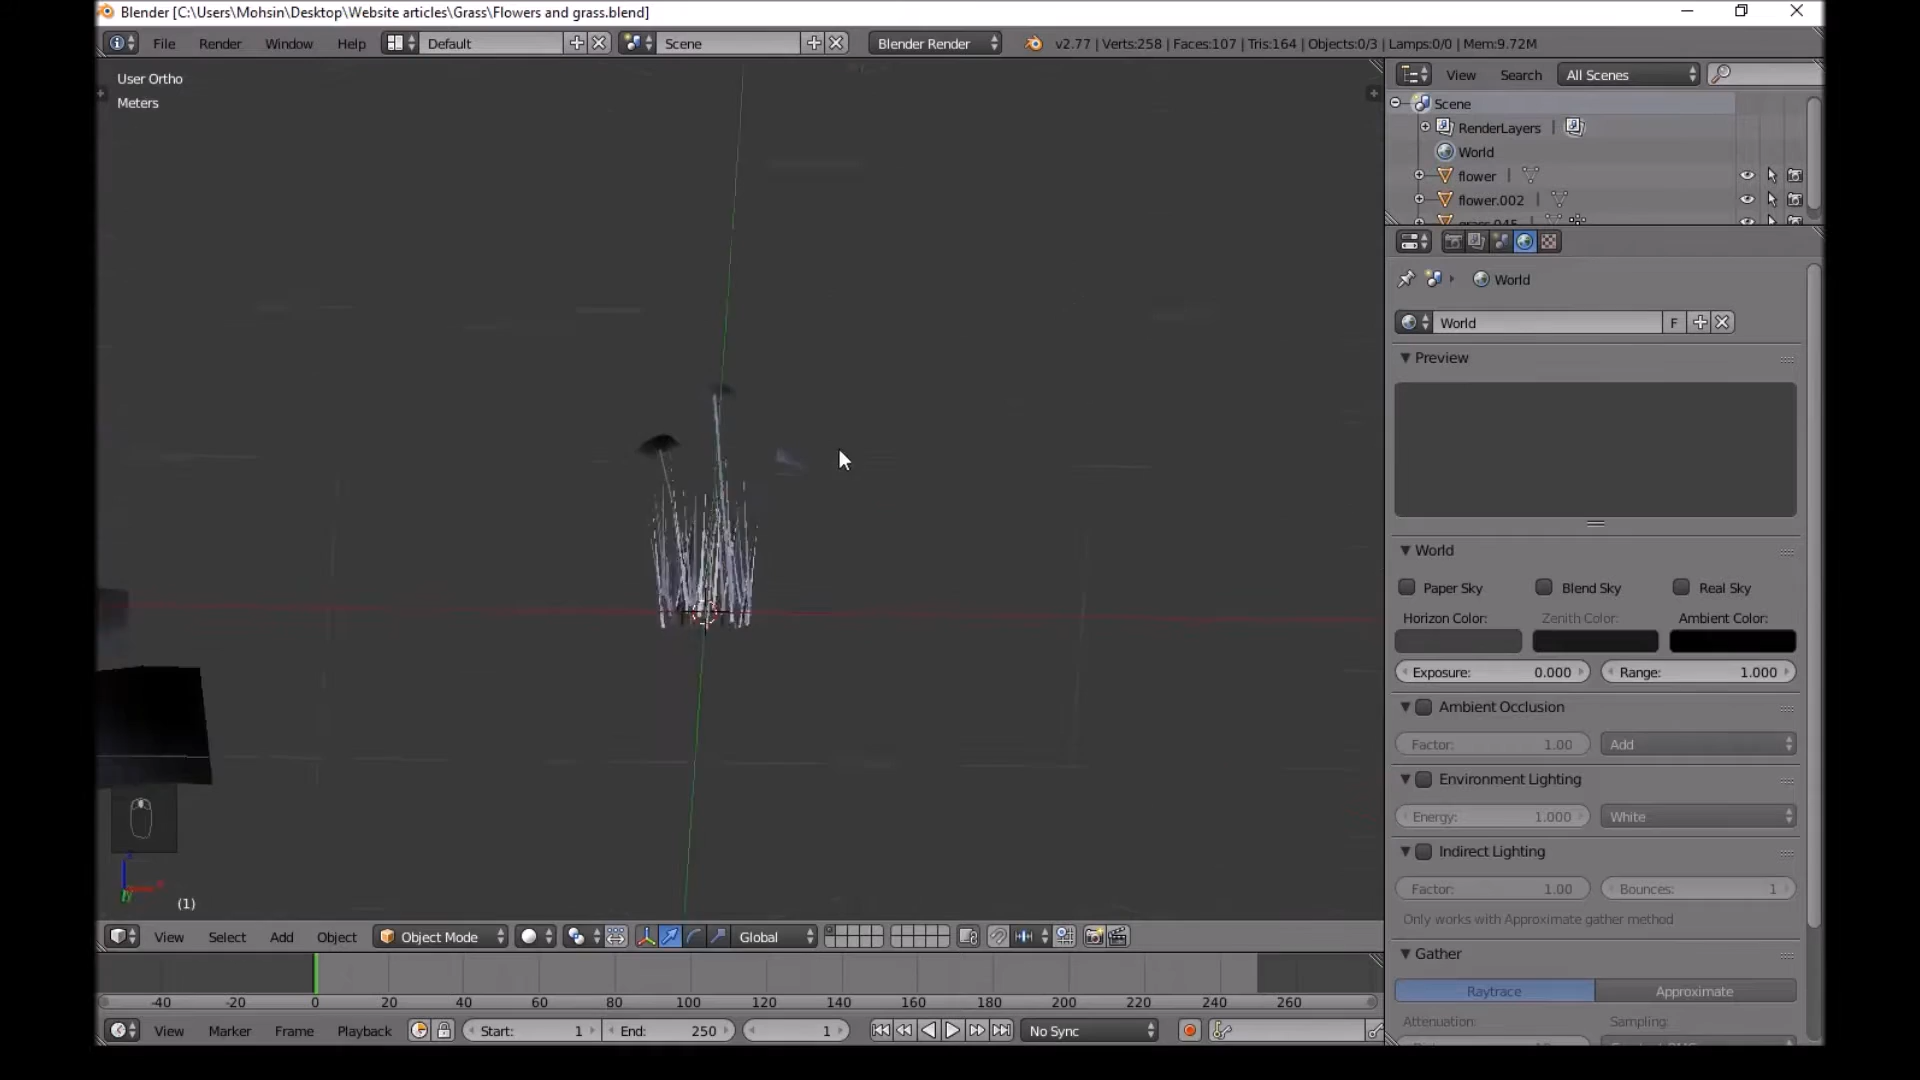 Blender [C:\Users\Mohsin\Desktop\Website articles\Grass\Flowers and grass.blend]
File Render Window Help Default Scene Blender Render v2.77 | Verts:258 | Faces:107 | Tris:164 | Objects:0/3 | Lamps:0/0 | Mem:9.72M
User Ortho
Meters
(1)
View Search All Scenes
Scene
RenderLayers |
World
flower |
flower.002 |
grass.045
World
World F
Preview
World
Paper Sky Blend Sky Real Sky
Horizon Color: Zenith Color: Ambient Color:
Exposure: 0.000 Range: 1.000
Ambient Occlusion
Factor: 1.00 Add
Environment Lighting
Energy: 1.000 White
Indirect Lighting
Factor: 1.00 Bounces: 1
Only works with Approximate gather method
Gather
Raytrace Approximate
Attenuation: Sampling:
View Select Add Object Object Mode Global
-40 -20 0 20 40 60 80 100 120 140 160 180 200 220 240 260
View Marker Frame Playback Start: 1 End: 250 1 No Sync